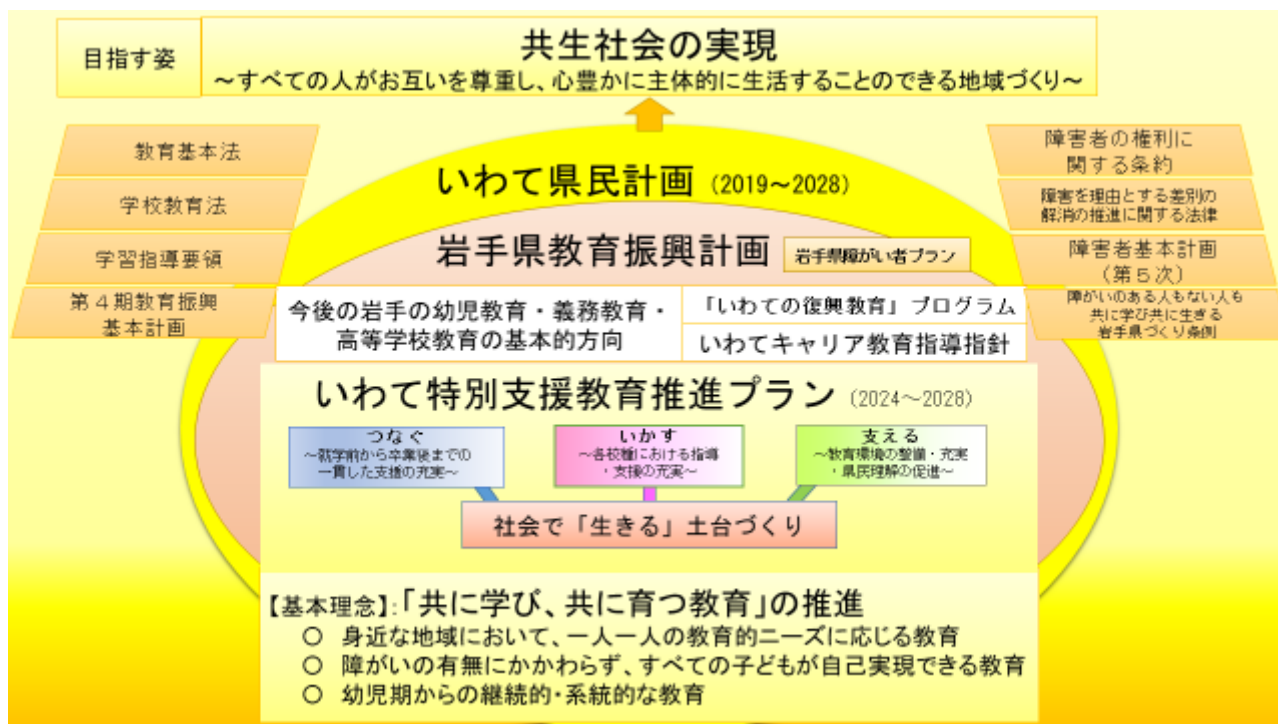 目指す姿
共生社会の実現
～すべての人がお互いを尊重し、心豊かに主体的に生活することのできる地域づくり～
教育基本法
学校教育法
学習指導要領
第4期教育振興
基本計画
障害者の権利に
関する条約
障害を理由とする差別の
解消の推進に関する法律
障害者基本計画
(第5次)
障がいのある人もない人も
共に学び共に生きる
岩手県づくり条例
いわて県民計画 (2019～2028)
岩手県教育振興計画
岩手県障がい者プラン
今後の岩手の幼児教育・義務教育・
高等学校教育の基本的方向
「いわての復興教育」プログラム
いわてキャリア教育指導指針
いわて特別支援教育推進プラン (2024～2028)
つなぐ
～就学前から卒業後までの
一貫した支援の充実～
いかす
～各校種における指導
・支援の充実～
支える
～教育環境の整備・充実
・県民理解の促進～
社会で「生きる」土台づくり
【基本理念】:「共に学び、共に育つ教育」の推進
○ 身近な地域において、一人一人の教育的ニーズに応じる教育
○ 障がいの有無にかかわらず、すべての子どもが自己実現できる教育
○ 幼児期からの継続的・系統的な教育